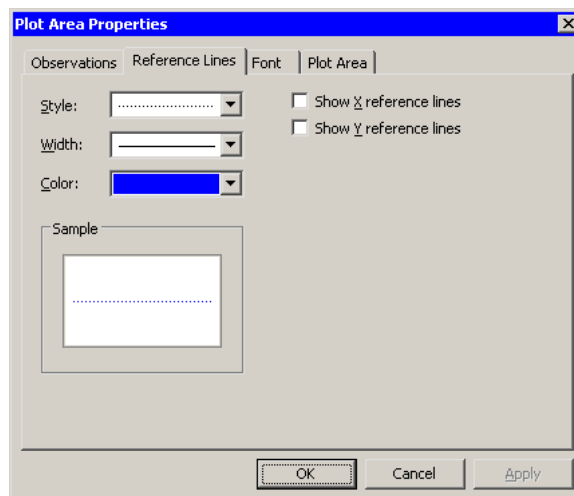 Plot Area Properties
Observations Reference Lines Font Plot Area
Style:
Show X reference lines
Show Y reference lines
Width:
Color:
Sample
OK Cancel Apply